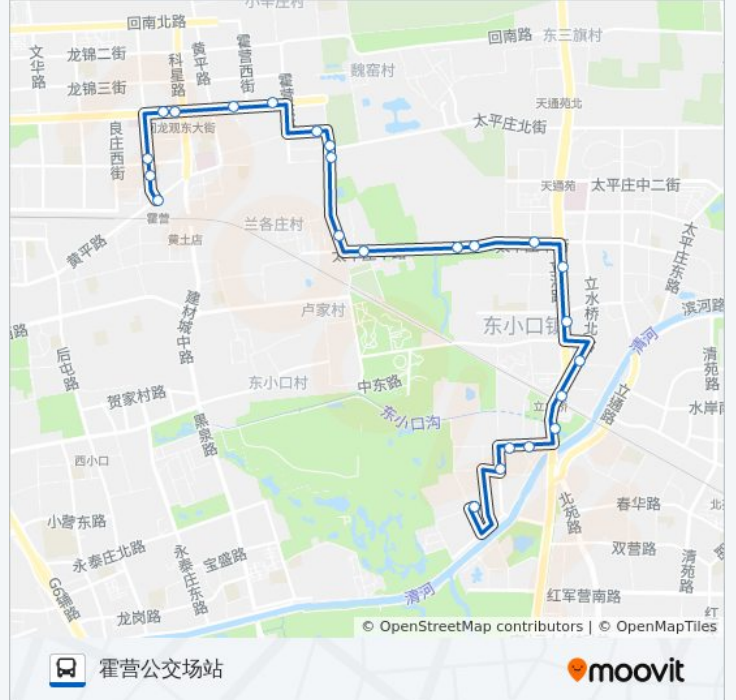 小辛庄村
回南北路
回南路
东三旗村
文华路
龙锦二街
黄平路
霍营西街
科星路
魏窑村
龙锦三街
霍营
天通苑北
太平庄北街
回龙观东大街
良庄西街
天通苑
太平庄中二街
霍营
兰各庄村
黄土店
黄平路
太平庄东路
立水桥北
建材城中路
卢家村
东小口镇
滨河路
清河
后屯路
清苑路
东小口村
中东路
贺家村路
立通路
水岸
东小口沟
黑泉路
西小口
北苑路
春华路
小营东路
双营路
永泰庄北路
永泰庄东路
宝盛路
清苑路
G6辅路
清河
红军营南路
龙岗路
红
© OpenStreetMap contributors | © OpenMapTiles
霍营公交场站
moovit